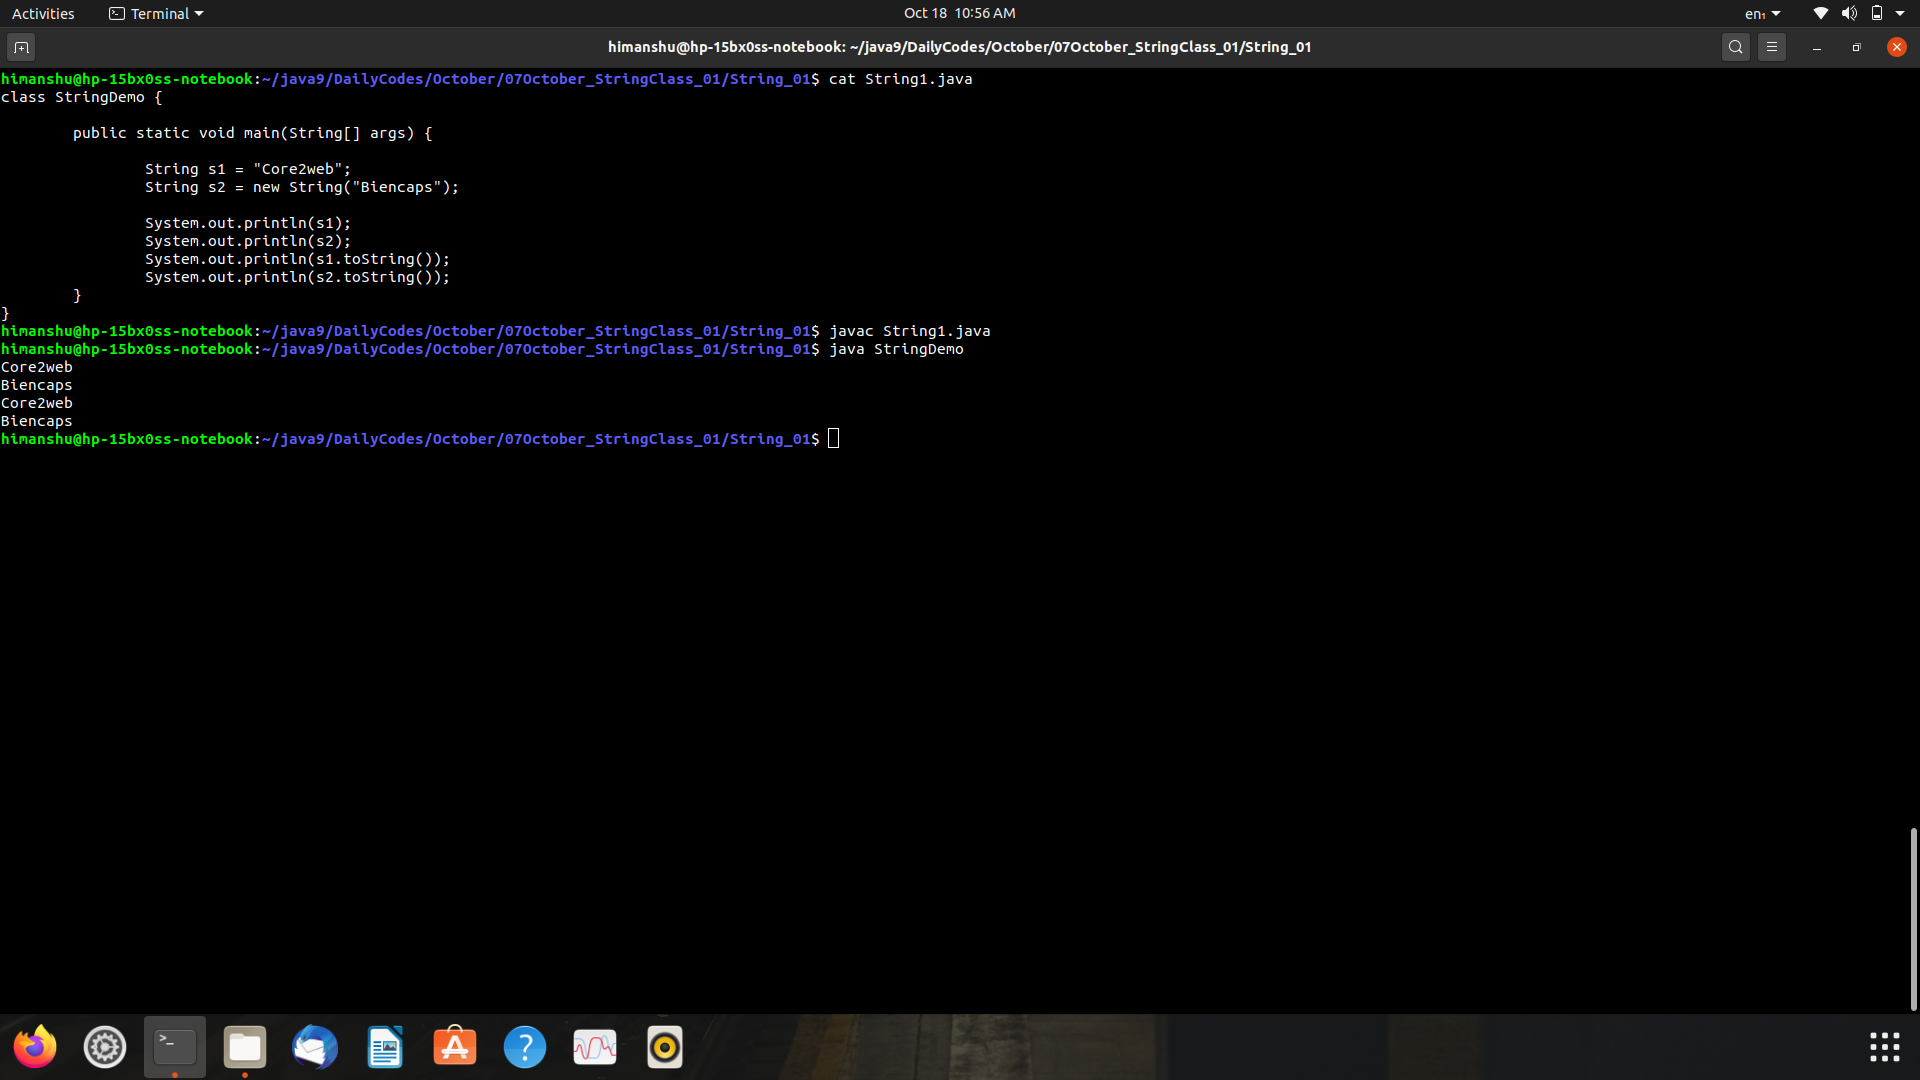 Activities
Terminal
Oct 18 10:56 AM
en₁
himanshu@hp-15bx0ss-notebook: ~/java9/DailyCodes/October/07October_StringClass_01/String_01
himanshu@hp-15bx0ss-notebook:~/java9/DailyCodes/October/07October_StringClass_01/String_01$ cat String1.java
class StringDemo {
public static void main(String[] args) {
String s1 = "Core2web";
String s2 = new String("Biencaps");
System.out.println(s1);
System.out.println(s2);
System.out.println(s1.toString());
System.out.println(s2.toString());
}
}
himanshu@hp-15bx0ss-notebook:~/java9/DailyCodes/October/07October_StringClass_01/String_01$ javac String1.java
himanshu@hp-15bx0ss-notebook:~/java9/DailyCodes/October/07October_StringClass_01/String_01$ java StringDemo
Core2web
Biencaps
Core2web
Biencaps
himanshu@hp-15bx0ss-notebook:~/java9/DailyCodes/October/07October_StringClass_01/String_01$